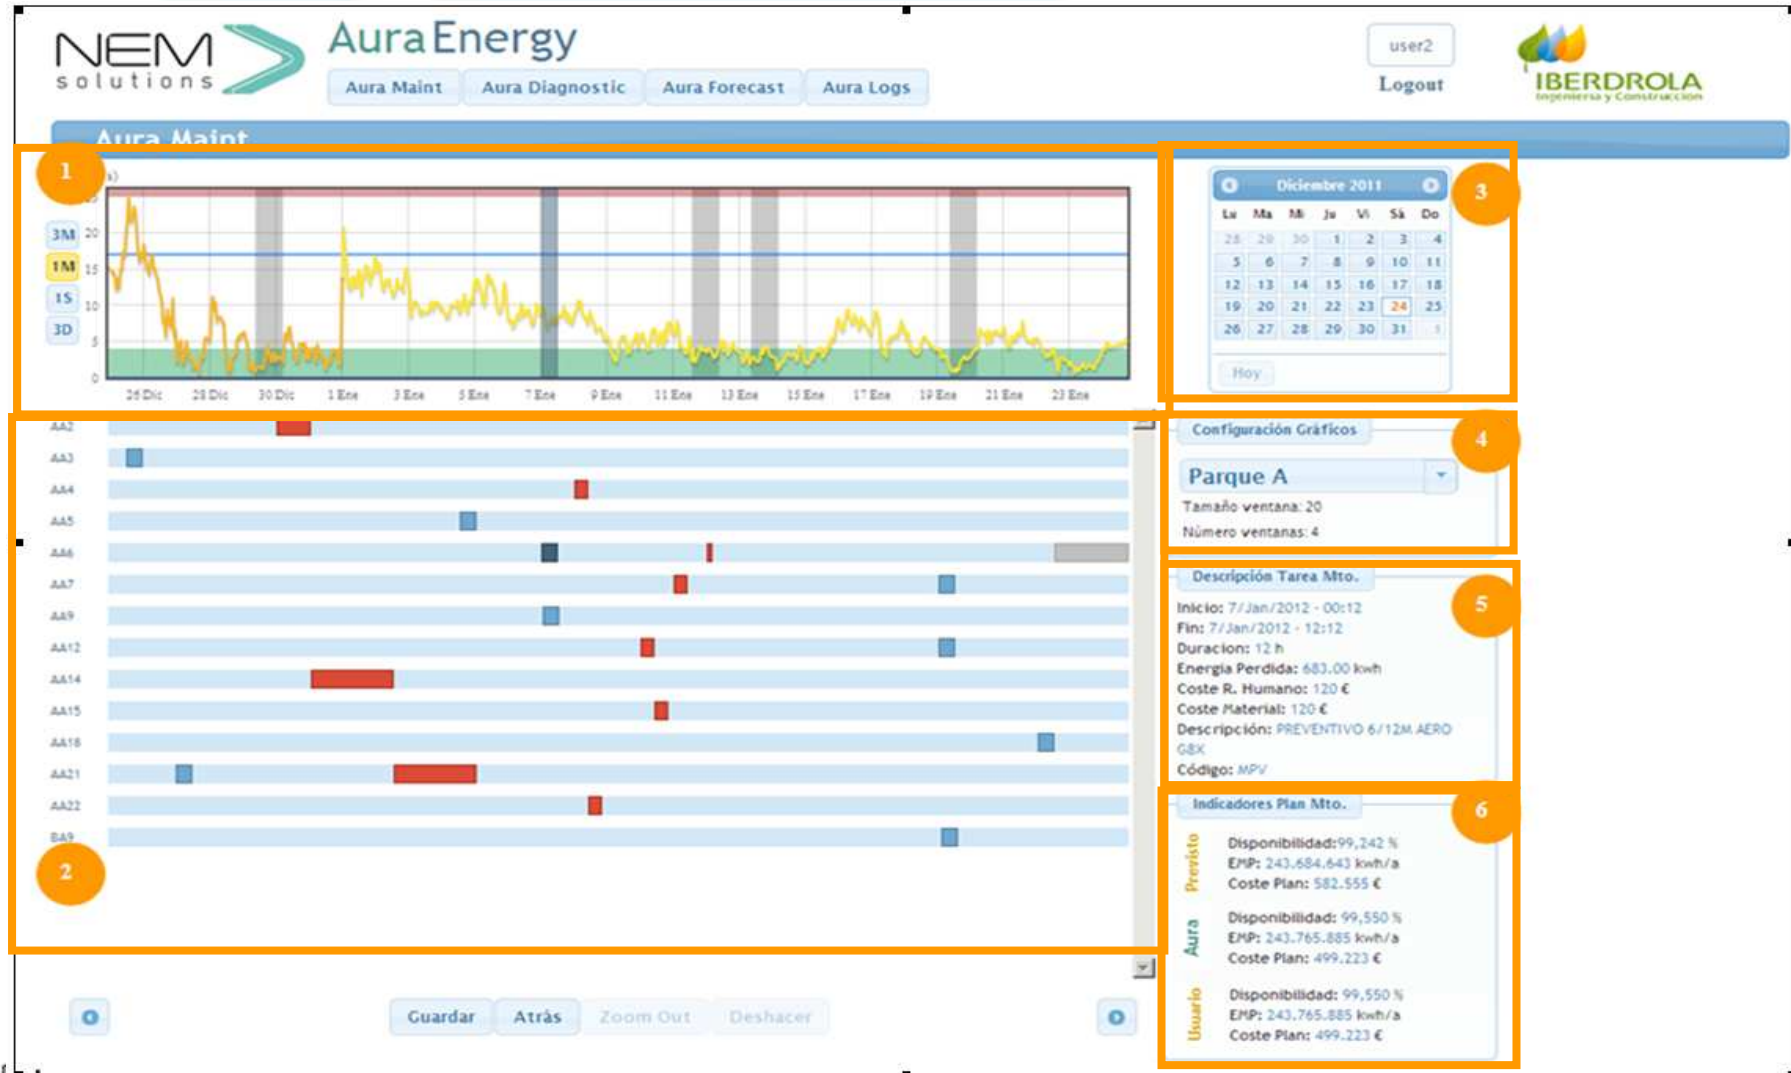 NEM
solutions
AuraEnergy
Aura Maint
Aura Diagnostic
Aura Forecast
Aura Logs
user2
Logout
IBERDROLA
Ingeniería y Construcción
Aura Maint
1
3M
1M
1S
3D
20
15
10
5
0
26 Dic
28 Dic
30 Dic
1 Ene
3 Ene
5 Ene
7 Ene
9 Ene
11 Ene
13 Ene
15 Ene
17 Ene
19 Ene
21 Ene
23 Ene
3
Diciembre 2011
Lu Ma Mi Ju Vi Sá Do
28 29 30 1 2 3 4
5 6 7 8 9 10 11
12 13 14 15 16 17 18
19 20 21 22 23 24 25
26 27 28 29 30 31 1
Hoy
AA2
AA3
AA4
AA5
AA6
AA7
AA9
AA12
AA14
AA15
AA18
AA21
AA22
BA9
2
4
Configuración Gráficos
Parque A
Tamaño ventana: 20
Número ventanas: 4
5
Descripción Tarea Mto.
Inicio: 7/Jan/2012 - 00:12
Fin: 7/Jan/2012 - 12:12
Duracion: 12 h
Energia Perdida: 683.00 kwh
Coste R. Humano: 120 €
Coste Material: 120 €
Descripción: PREVENTIVO 6/12M AERO
G8X
Código: MPV
6
Indicadores Plan Mto.
Previsto
Disponibilidad:99,242 %
EMP: 243.684.643 kwh/a
Coste Plan: 582.555 €
Aura
Disponibilidad: 99,550 %
EMP: 243.765.885 kwh/a
Coste Plan: 499.223 €
Usuario
Disponibilidad: 99,550 %
EMP: 243.765.885 kwh/a
Coste Plan: 499.223 €
Guardar
Atrás
Zoom Out
Deshacer